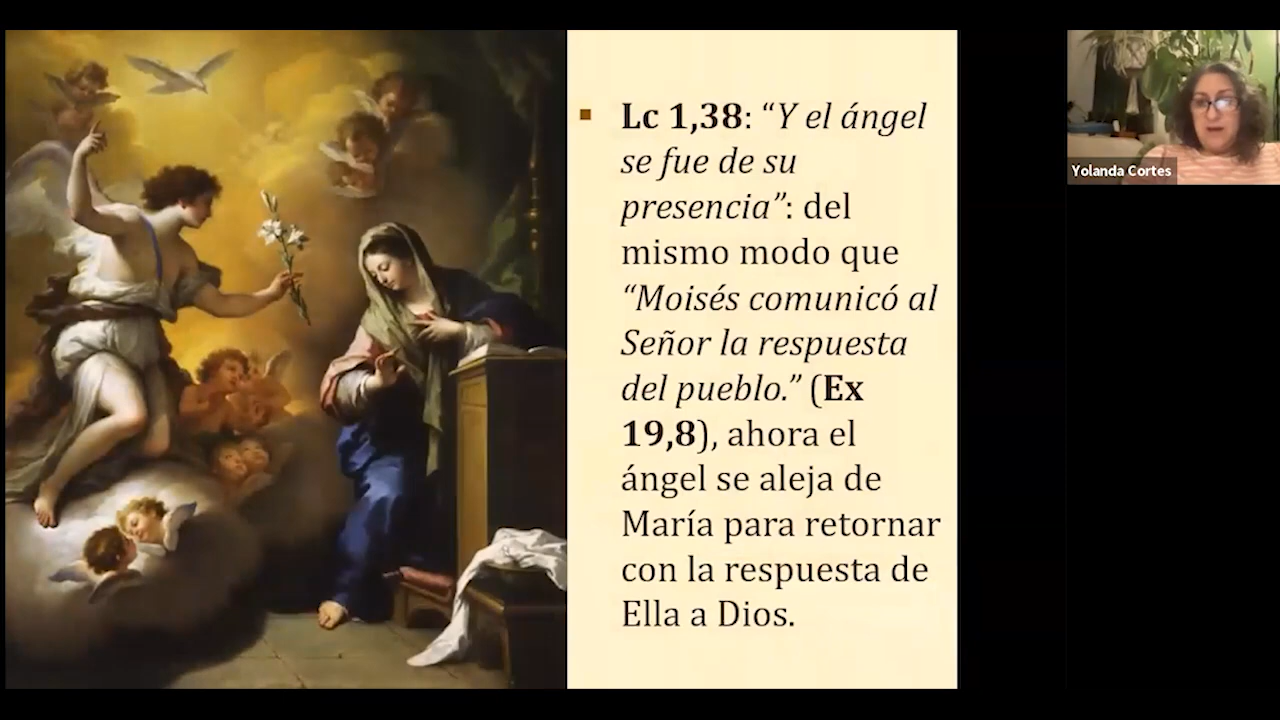 ▪ Lc 1,38: “Y el ángel
se fue de su
presencia”: del
mismo modo que
“Moisés comunicó al
Señor la respuesta
del pueblo.” (Ex
19,8), ahora el
ángel se aleja de
María para retornar
con la respuesta de
Ella a Dios.
Yolanda Cortes